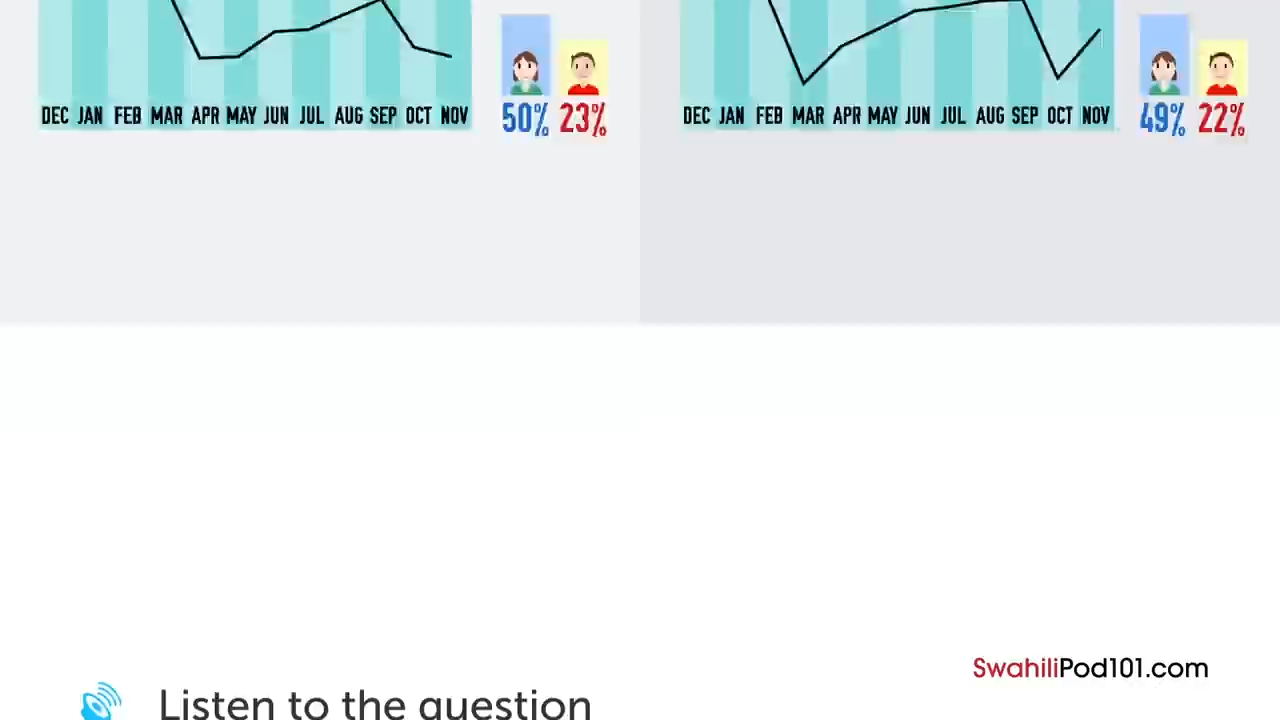 DEC JAN FEB MAR APR MAY JUN JUL AUG SEP OCT NOV
50% 23%
DEC JAN FEB MAR APR MAY JUN JUL AUG SEP OCT NOV
49% 22%
SwahiliPod101.com
Listen to the question